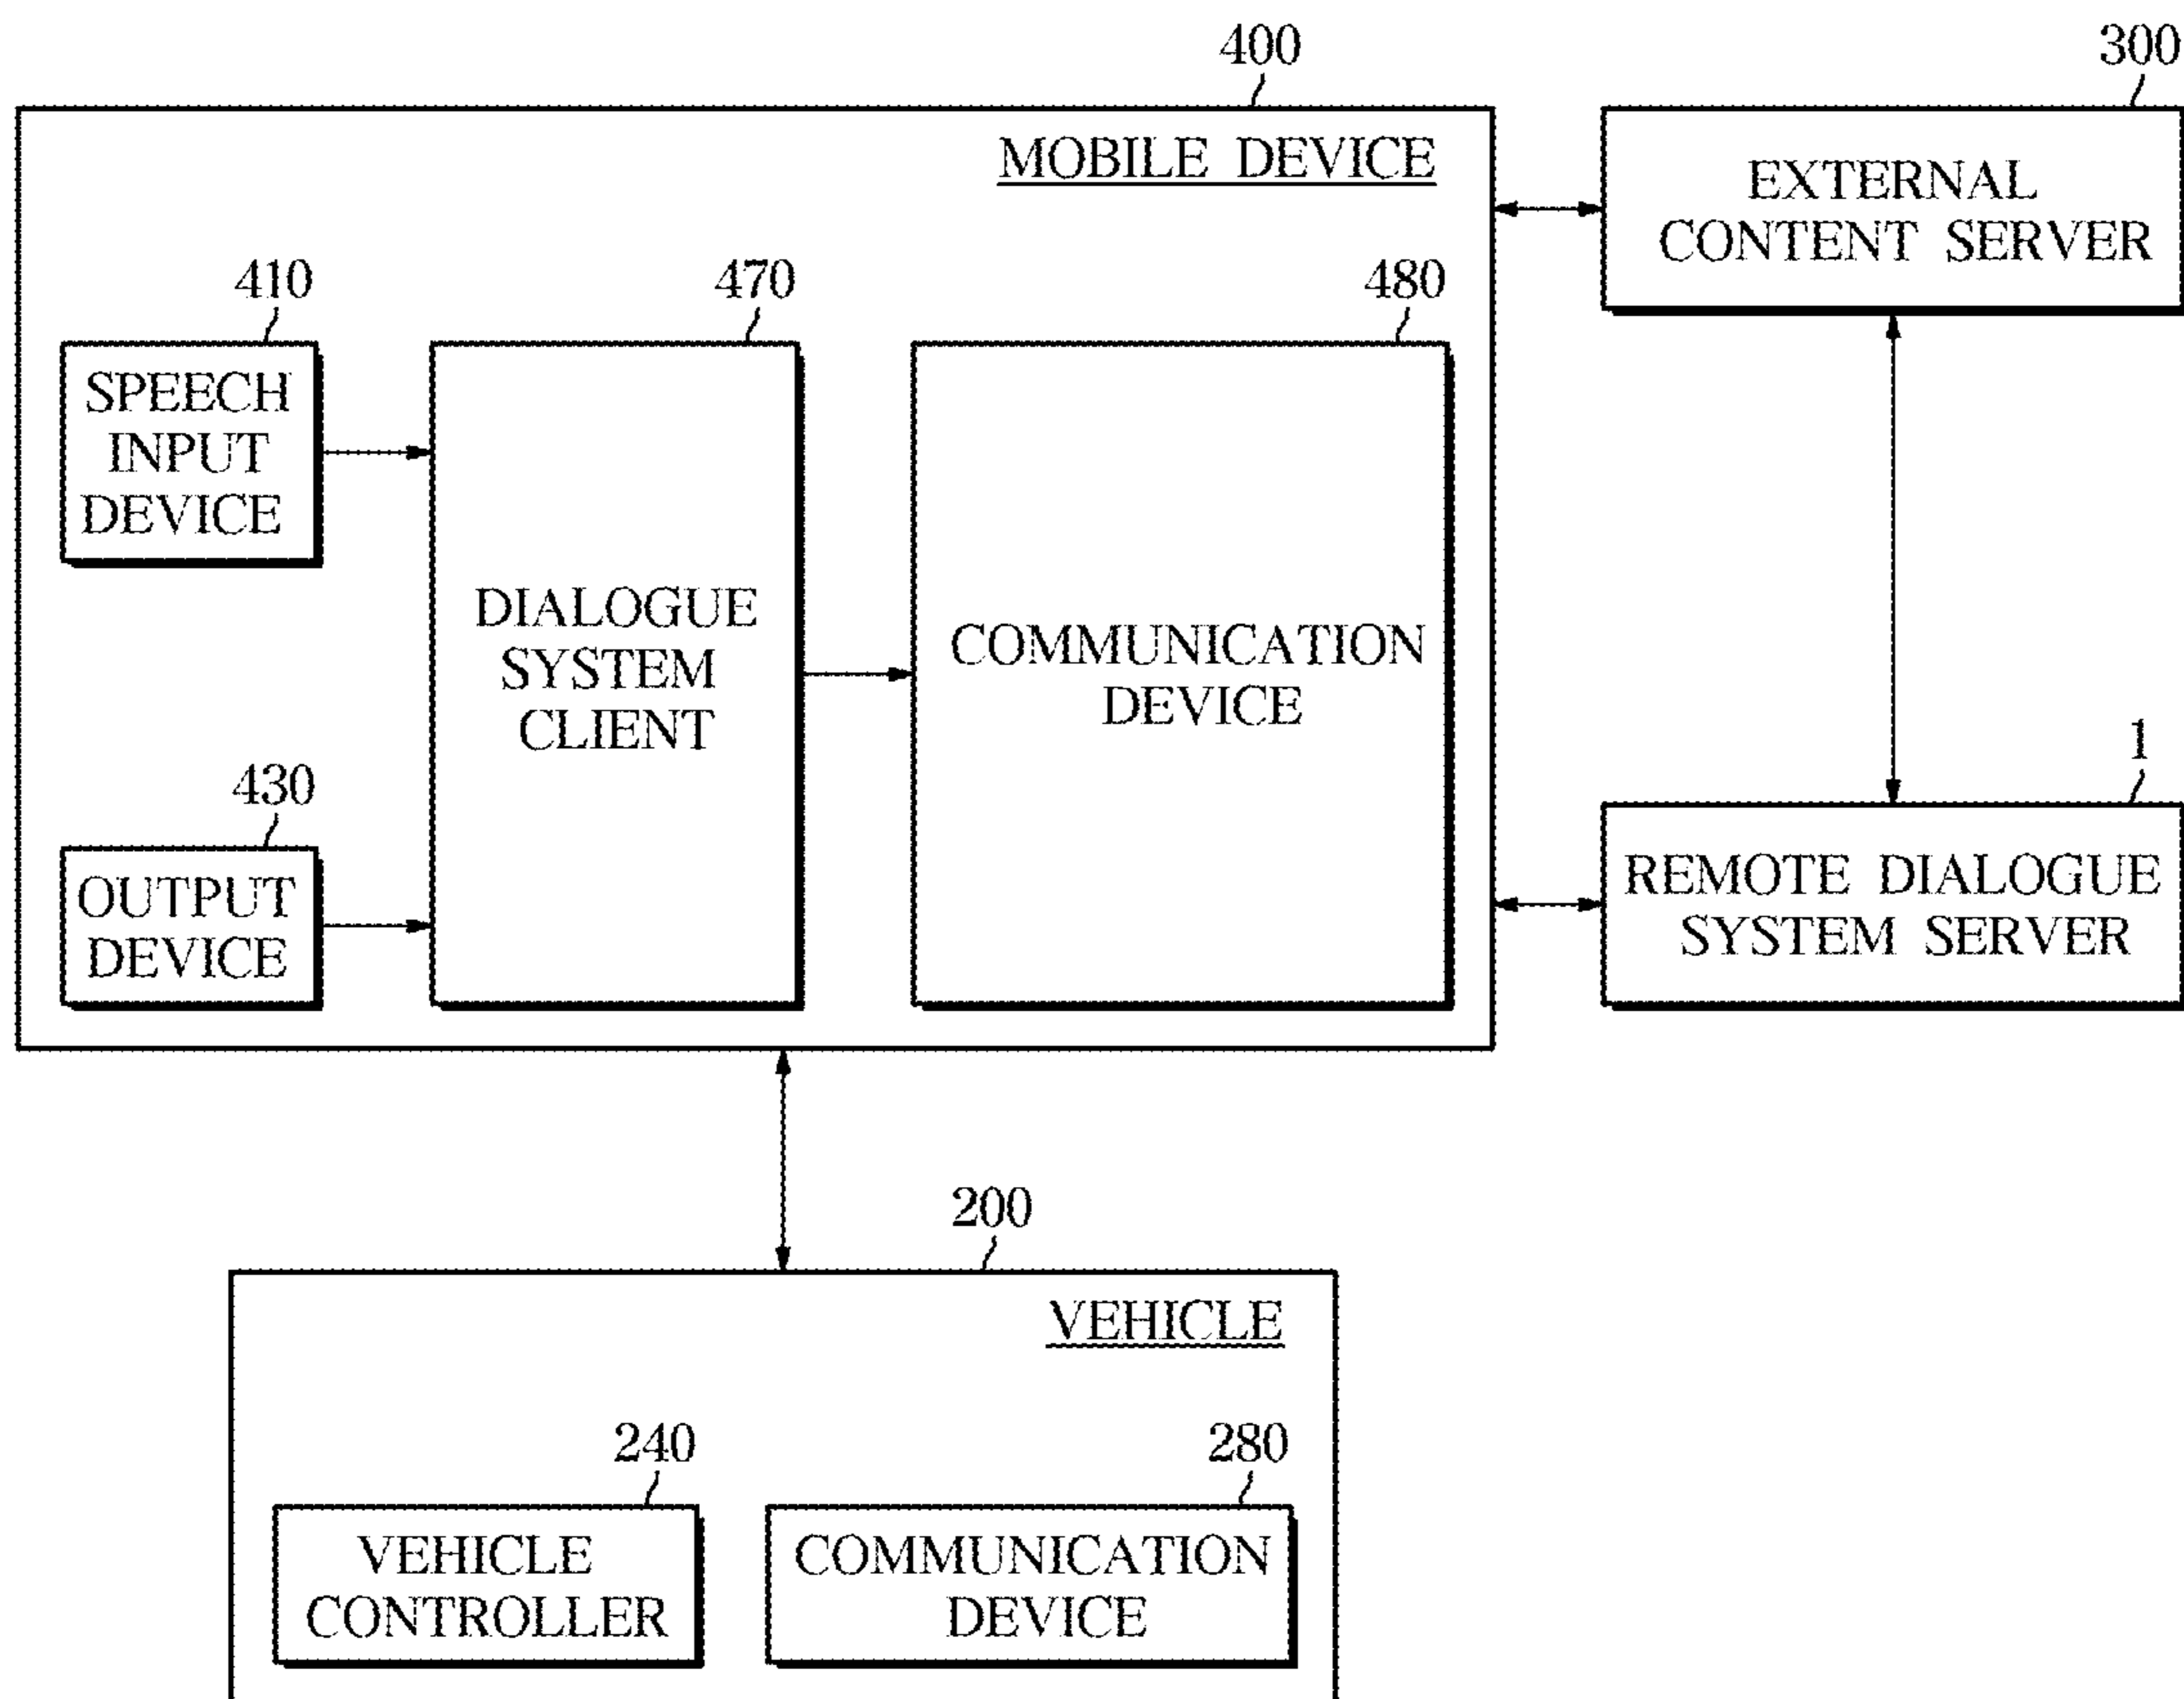 400
300
MOBILE DEVICE
EXTERNAL
CONTENT SERVER
410
470
480
SPEECH
INPUT
DEVICE
DIALOGUE
SYSTEM
CLIENT
COMMUNICATION
DEVICE
1
430
OUTPUT
DEVICE
REMOTE DIALOGUE
SYSTEM SERVER
200
VEHICLE
240
280
VEHICLE
CONTROLLER
COMMUNICATION
DEVICE